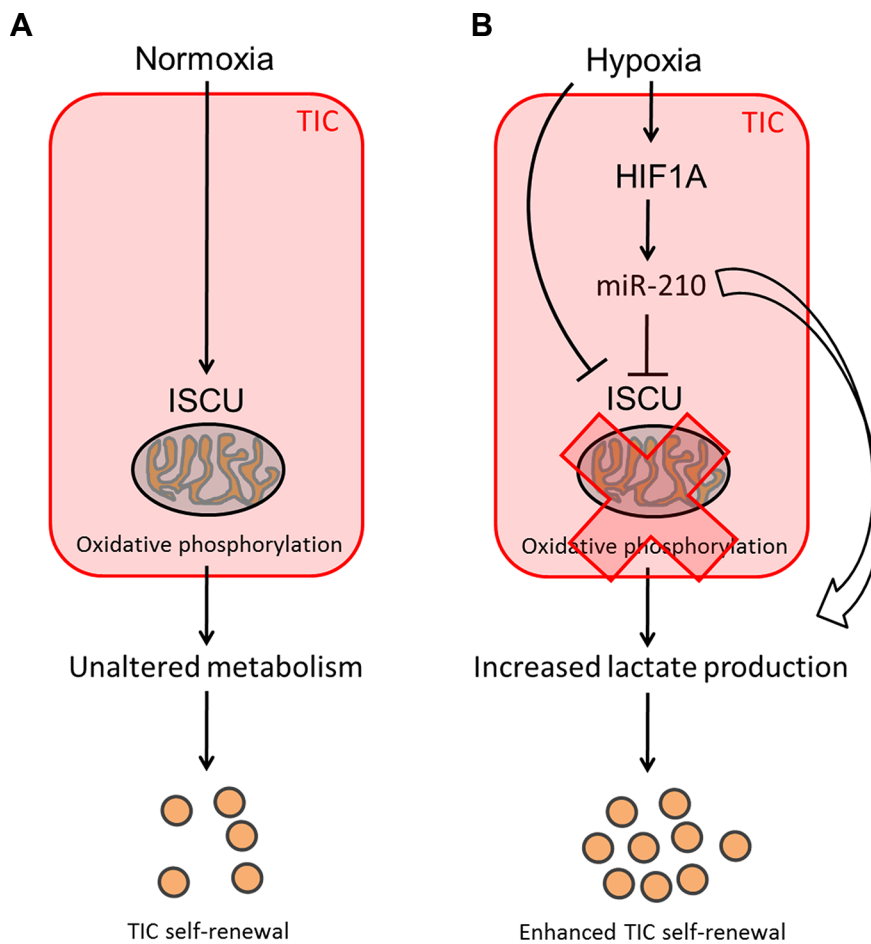 A
Normoxia
TIC
ISCU
Oxidative phosphorylation
Unaltered metabolism
TIC self-renewal
B
Hypoxia
TIC
HIF1A
miR-210
ISCU
Oxidative phosphorylation
Increased lactate production
Enhanced TIC self-renewal